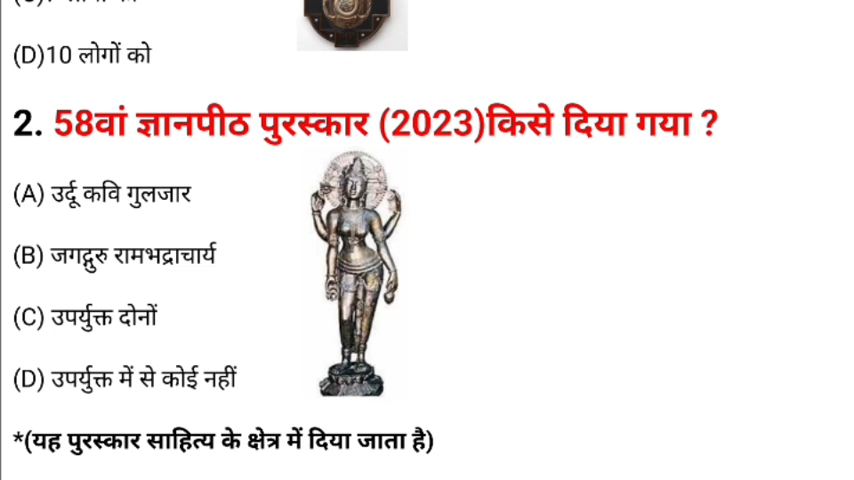 (D)10 लोगों को
2. 58वां ज्ञानपीठ पुरस्कार (2023)किसे दिया गया ?
(A) उर्दू कवि गुलजार
(B) जगद्गुरु रामभद्राचार्य
(C) उपर्युक्त दोनों
(D) उपर्युक्त में से कोई नहीं
*(यह पुरस्कार साहित्य के क्षेत्र में दिया जाता है)